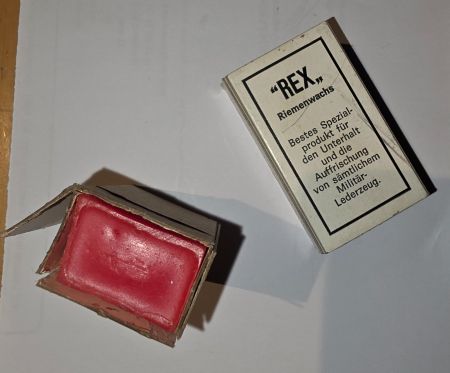 "REX„
Riemenwachs
Bestes Spezial-
produkt für
den Unterhalt
und die
Auffrischung
von sämtlichem
Militär-
Lederzeug.